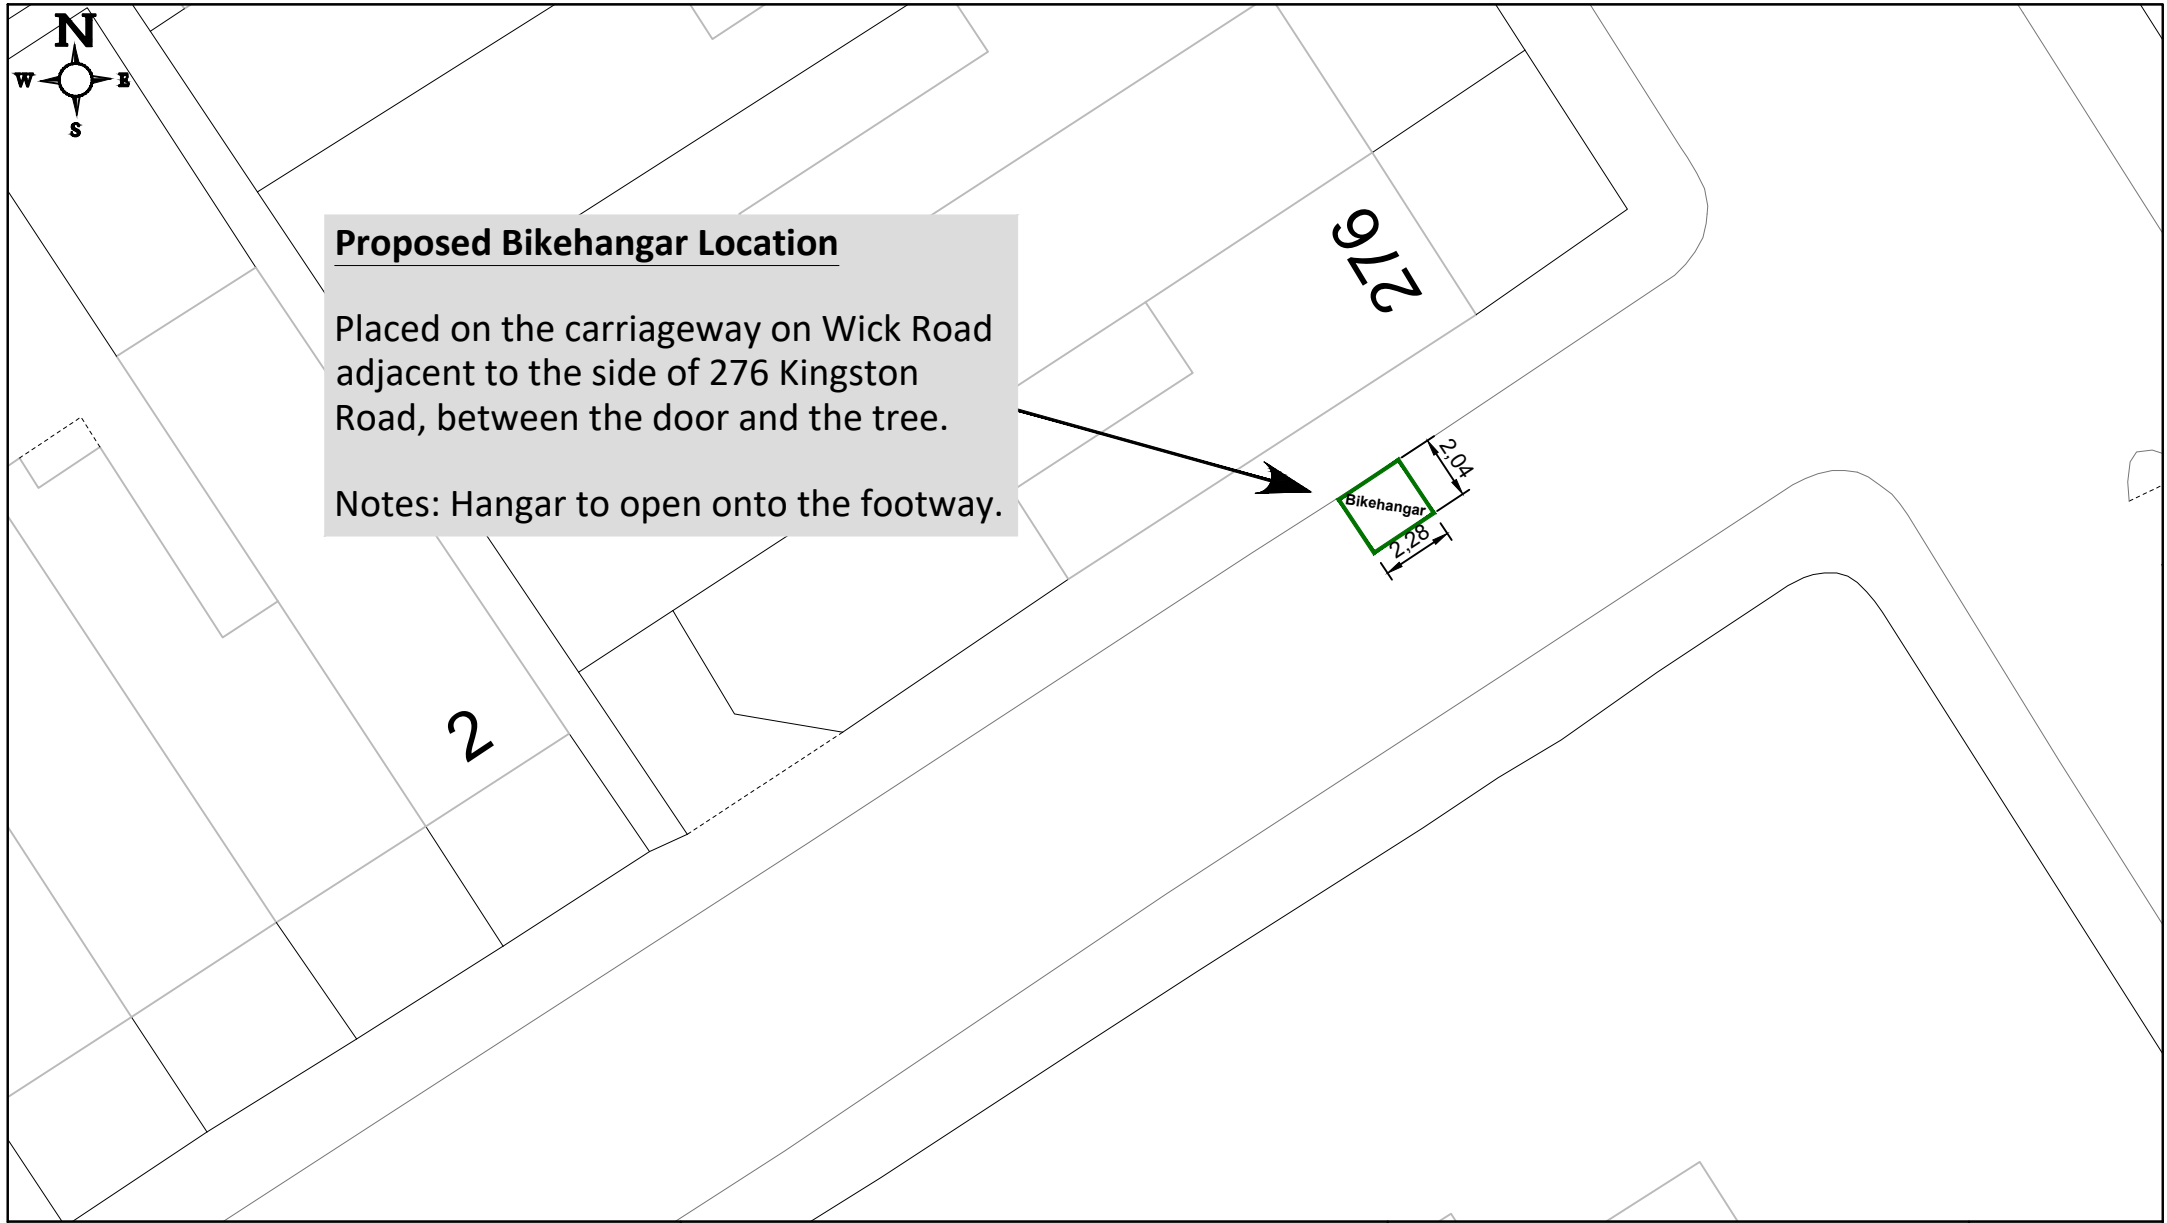 N
W E
S
Proposed Bikehangar Location
Placed on the carriageway on Wick Road
adjacent to the side of 276 Kingston
Road, between the door and the tree.
Notes: Hangar to open onto the footway.
276
2,04
Bikehangar
2,28
2